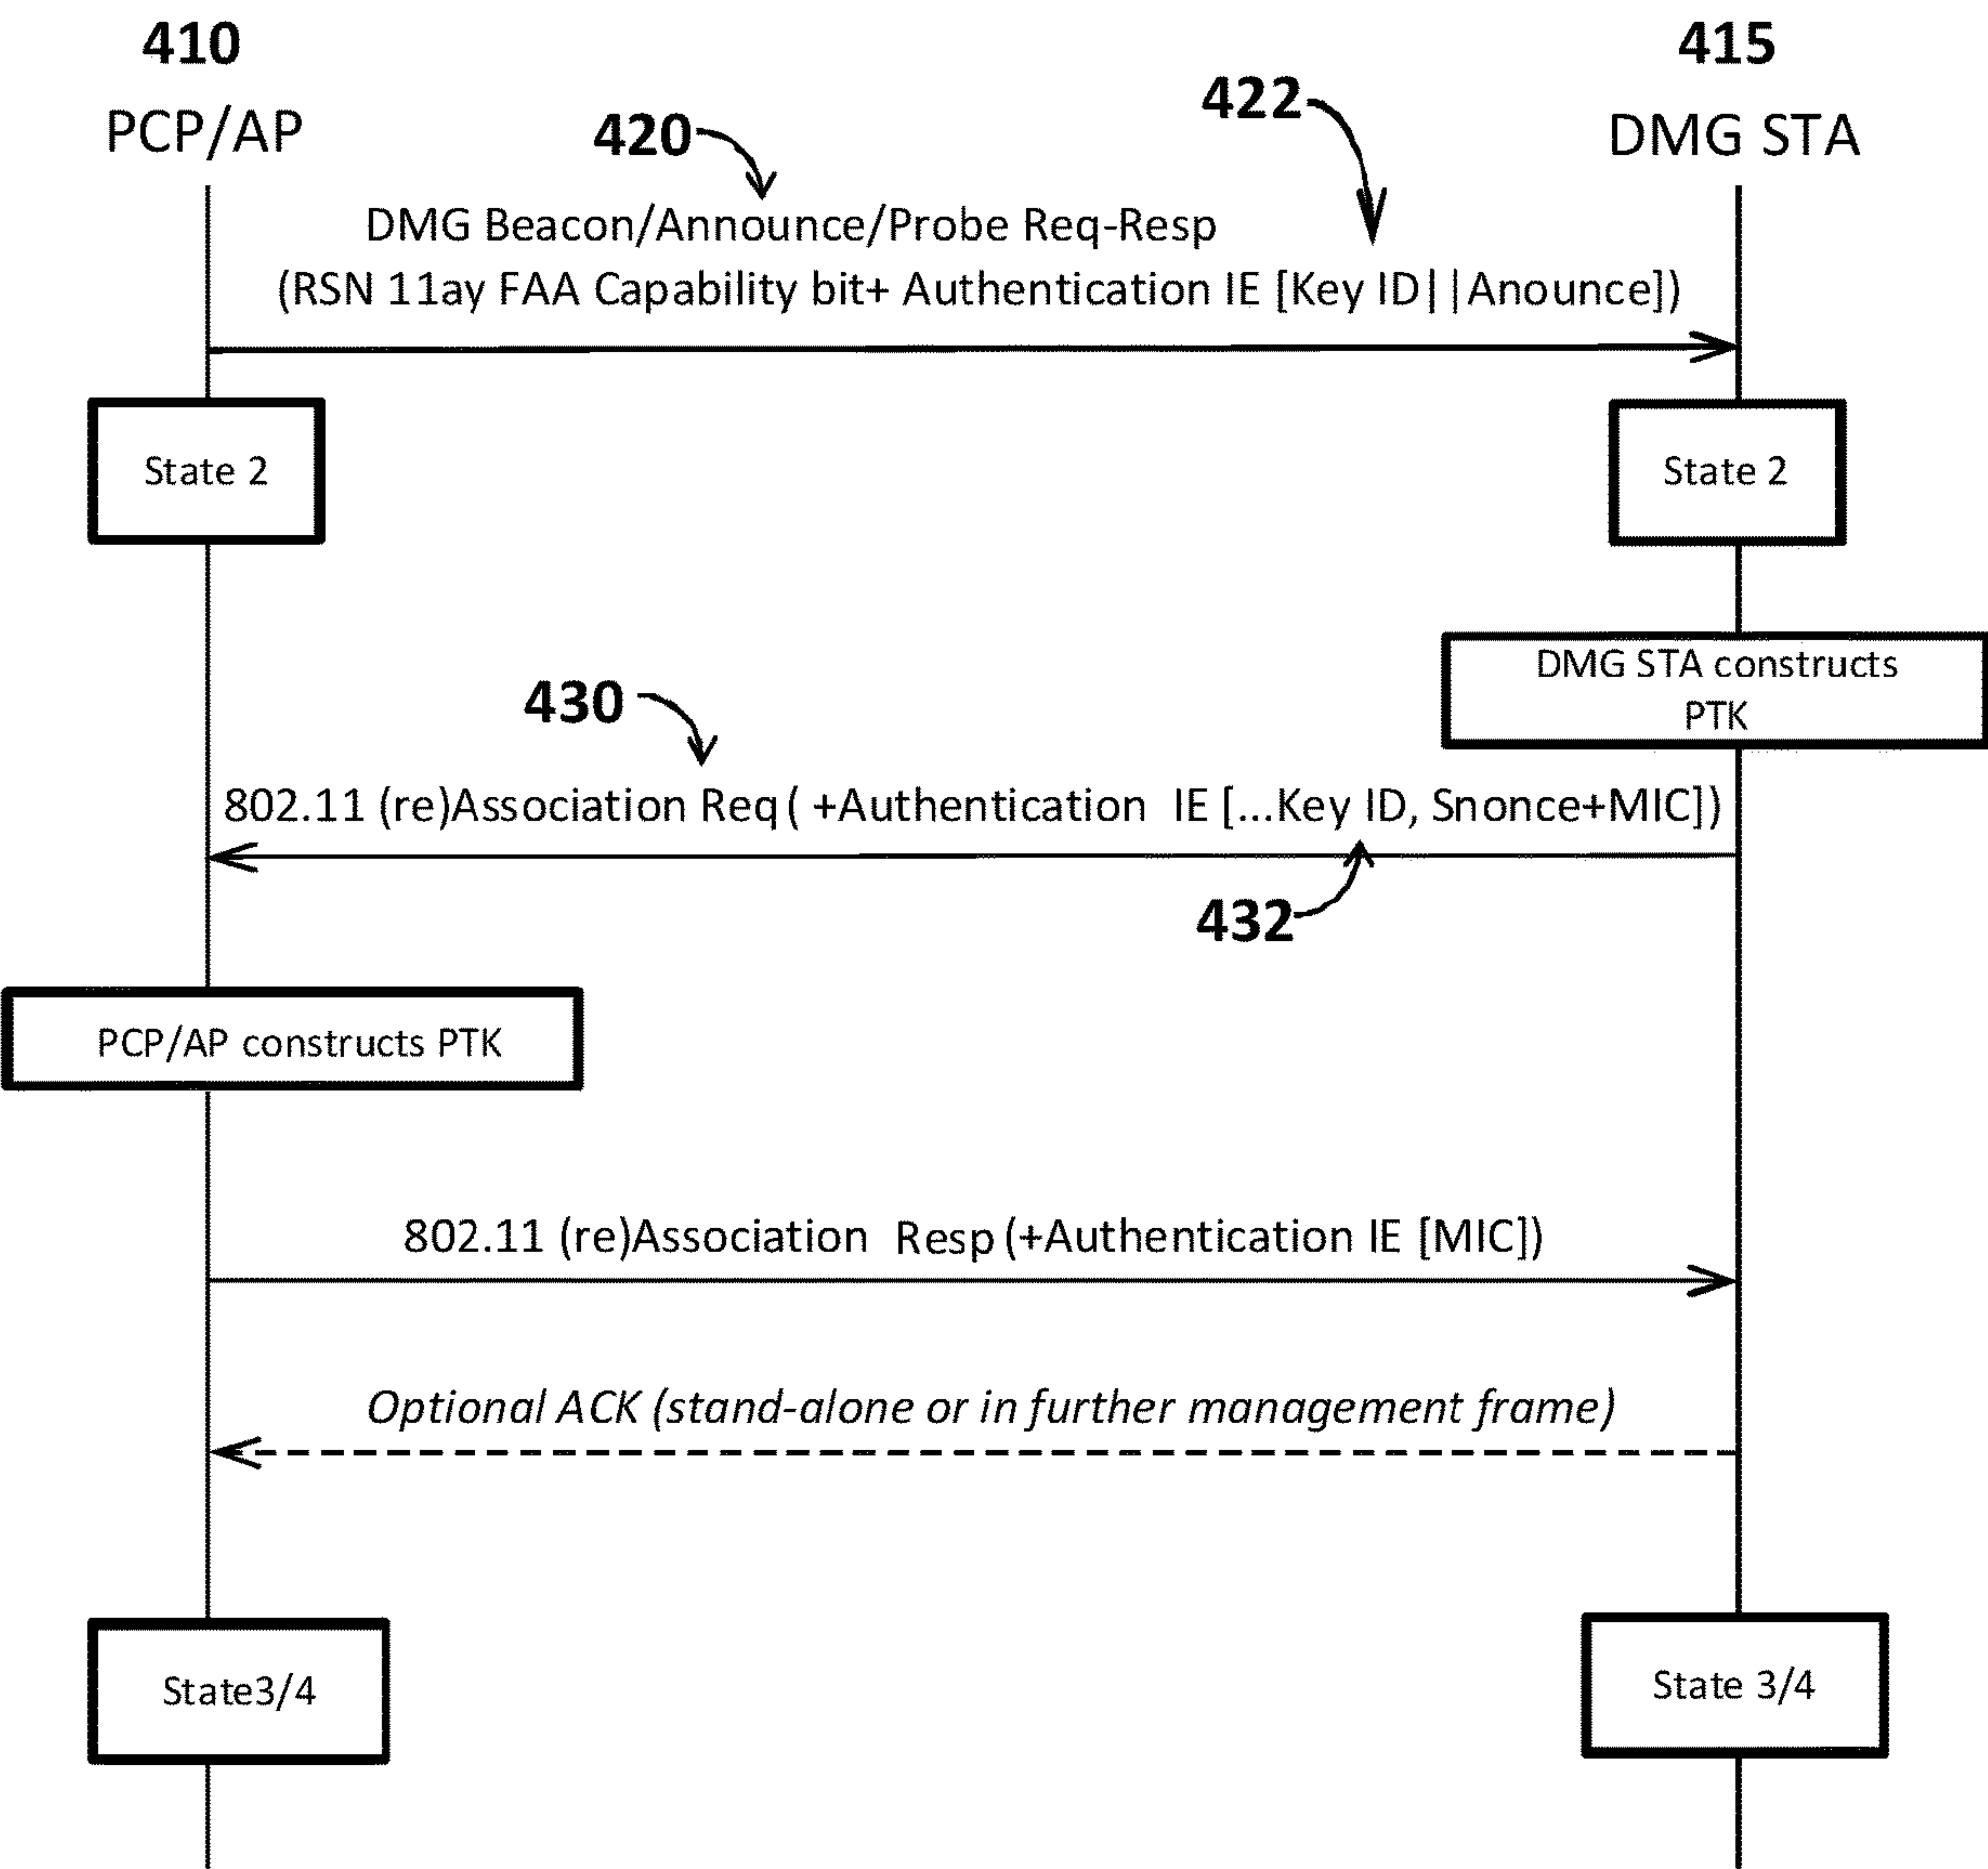 410
PCP/AP
415
DMG STA
420
422
DMG Beacon/Announce/Probe Req-Resp
(RSN 11ay FAA Capability bit+ Authentication IE [Key ID||Anounce])
State 2
State 2
DMG STA constructs
PTK
430
802.11 (re)Association Req( +Authentication IE [...Key ID, Snonce+MIC])
432
PCP/AP constructs PTK
802.11 (re)Association Resp (+Authentication IE [MIC])
Optional ACK (stand-alone or in further management frame)
State3/4
State 3/4